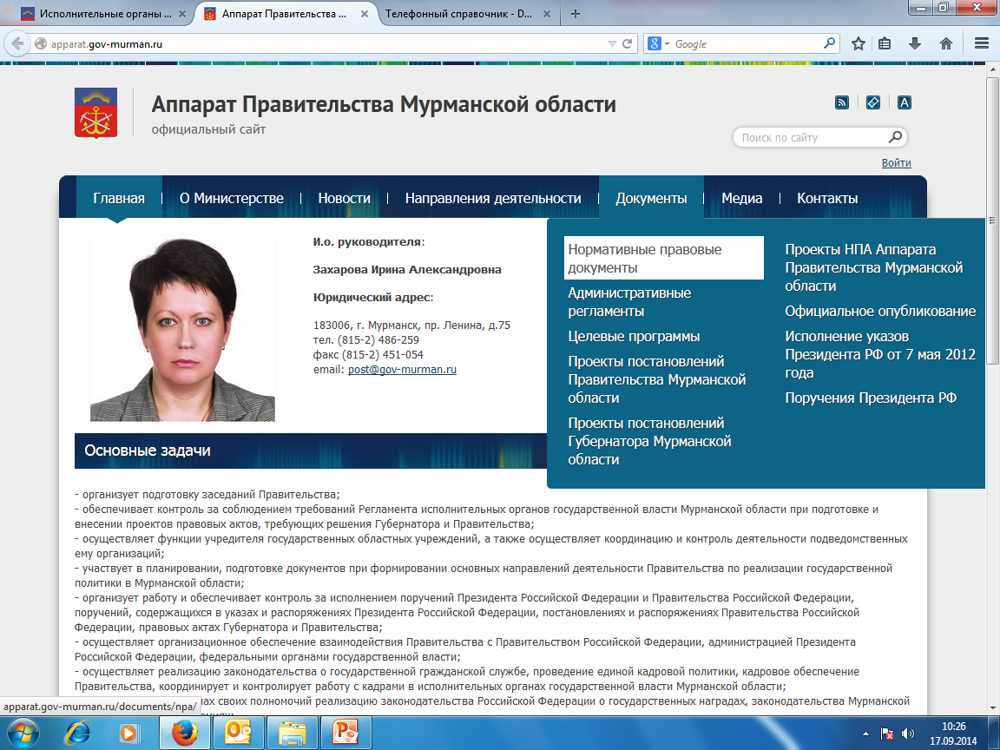 Исполнительные органы ...
Аппарат Правительства ...
Телефонный справочник - D...
apparat.gov-murman.ru
Google
Аппарат Правительства Мурманской области
официальный сайт
A
Поиск по сайту
Войти
Главная
О Министерстве
Новости
Направления деятельности
Документы
Медиа
Контакты
И.о. руководителя:
Захарова Ирина Александровна
Юридический адрес:
183006, г. Мурманск, пр. Ленина, д.75
тел. (815-2) 486-259
факс (815-2) 451-054
email: post@gov-murman.ru
Нормативные правовые
документы
Административные
регламенты
Целевые программы
Проекты постановлений
Правительства Мурманской
области
Проекты постановлений
Губернатора Мурманской
области
Проекты НПА Аппарата
Правительства Мурманской
области
Официальное опубликование
Исполнение указов
Президента РФ от 7 мая 2012
года
Поручения Президента РФ
Основные задачи
- организует подготовку заседаний Правительства;
- обеспечивает контроль за соблюдением требований Регламента исполнительных органов государственной власти Мурманской области при подготовке и
внесении проектов правовых актов, требующих решения Губернатора и Правительства;
- осуществляет функции учредителя государственных областных учреждений, а также осуществляет координацию и контроль деятельности подведомственных
ему организаций;
- участвует в планировании, подготовке документов при формировании основных направлений деятельности Правительства по реализации государственной
политики в Мурманской области;
- организует работу и обеспечивает контроль за исполнением поручений Президента Российской Федерации и Правительства Российской Федерации,
поручений, содержащихся в указах и распоряжениях Президента Российской Федерации, постановлениях и распоряжениях Правительства Российской
Федерации, правовых актах Губернатора и Правительства;
- осуществляет организационное обеспечение взаимодействия Правительства с Правительством Российской Федерации, администрацией Президента
Российской Федерации, федеральными органами государственной власти;
- осуществляет реализацию законодательства о государственной гражданской службе, проведение единой кадровой политики, кадровое обеспечение
Правительства, координирует и контролирует работу с кадрами в исполнительных органах государственной власти Мурманской области;
своих полномочий реализацию законодательства Российской Федерации о государственных наградах, законодательства Мурманской
apparat.gov-murman.ru/documents/npa/
10:26
17.09.2014